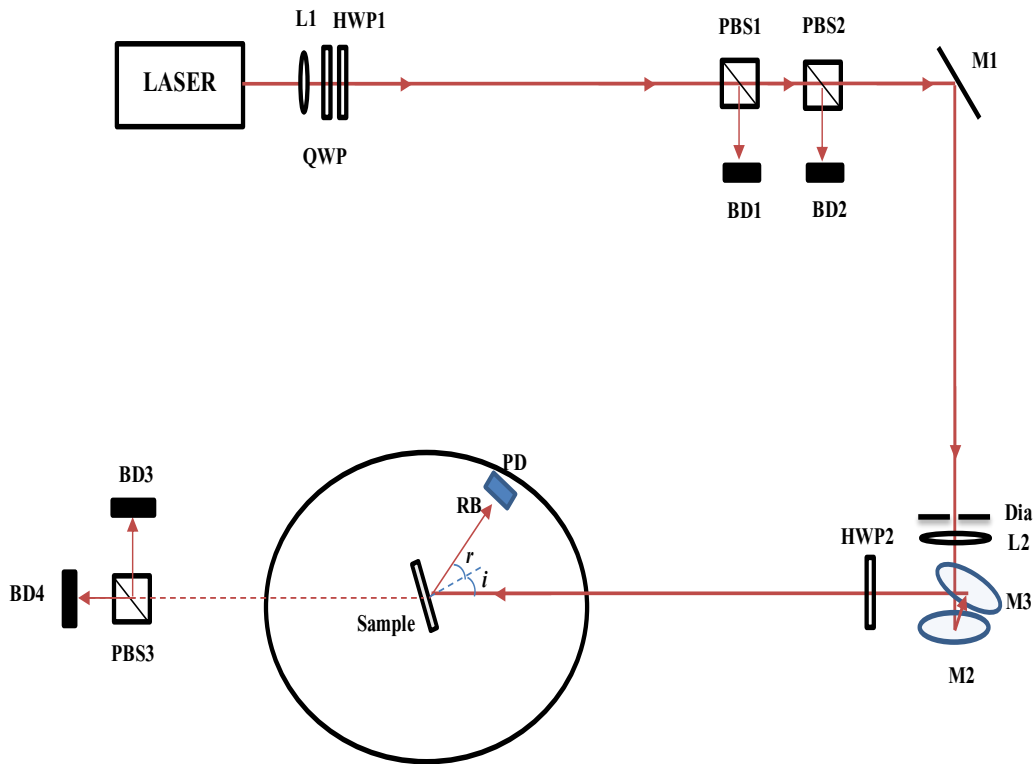 L1
HWP1
LASER
QWP
PBS1
PBS2
M1
BD1
BD2
Dia
L2
HWP2
M3
M2
PD
RB
r
i
Sample
BD3
BD4
PBS3